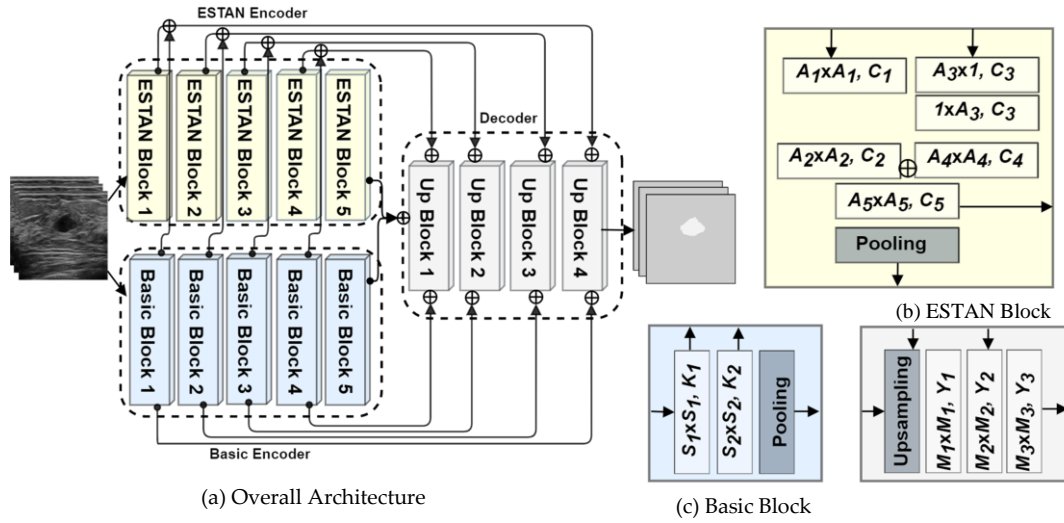 ESTAN Encoder
ESTAN Block 1
ESTAN Block 2
ESTAN Block 3
ESTAN Block 4
ESTAN Block 5
Decoder
Up Block 1
Up Block 2
Up Block 3
Up Block 4
Basic Block 1
Basic Block 2
Basic Block 3
Basic Block 4
Basic Block 5
Basic Encoder
(a) Overall Architecture
A₁xA₁, C₁
A₃x1, C₃
1xA₃, C₃
A₂xA₂, C₂
A₄xA₄, C₄
A₅xA₅, C₅
Pooling
(b) ESTAN Block
S₁xS₁, K₁
S₂xS₂, K₂
Pooling
(c) Basic Block
Upsampling
M₁xM₁, Y₁
M₂xM₂, Y₂
M₃xM₃, Y₃